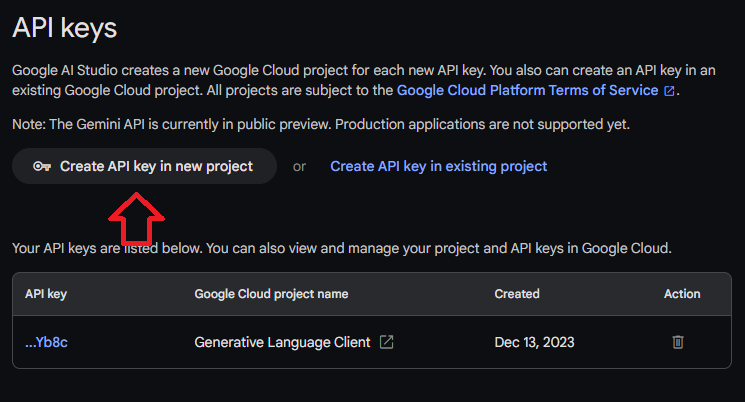 API keys
Google AI Studio creates a new Google Cloud project for each new API key. You also can create an API key in an
existing Google Cloud project. All projects are subject to the Google Cloud Platform Terms of Service.
Note: The Gemini API is currently in public preview. Production applications are not supported yet.
Create API key in new project or Create API key in existing project
Your API keys are listed below. You can also view and manage your project and API keys in Google Cloud.
API key Google Cloud project name Created Action
...Yb8c Generative Language Client Dec 13, 2023